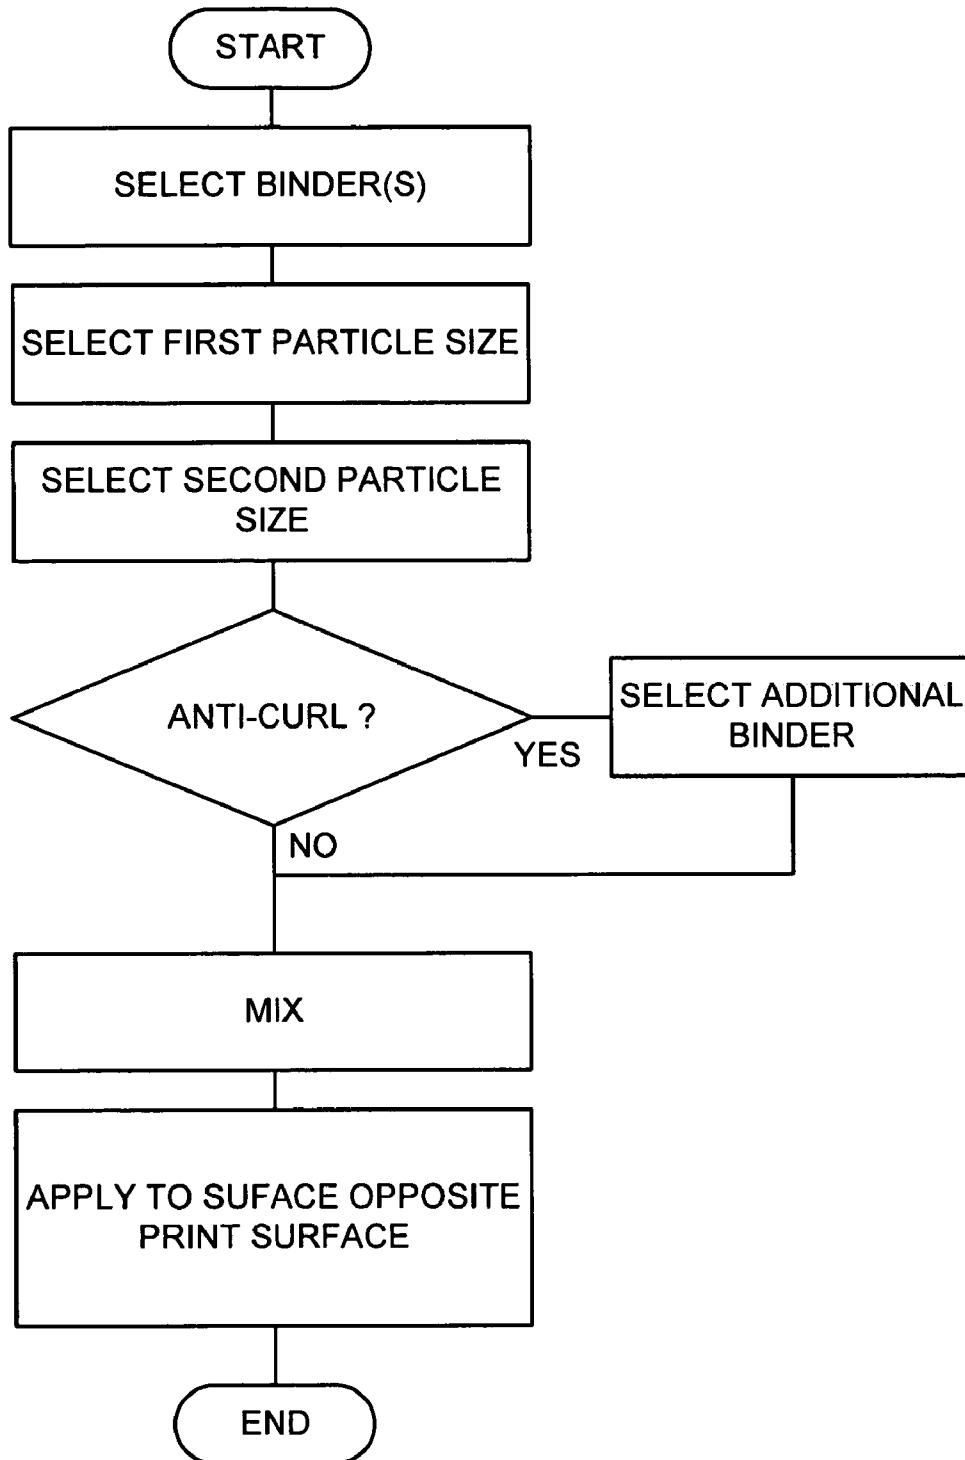 START
SELECT BINDER(S)
SELECT FIRST PARTICLE SIZE
SELECT SECOND PARTICLE
SIZE
ANTI-CURL ?
YES
SELECT ADDITIONAL
BINDER
NO
MIX
APPLY TO SUFACE OPPOSITE
PRINT SURFACE
END